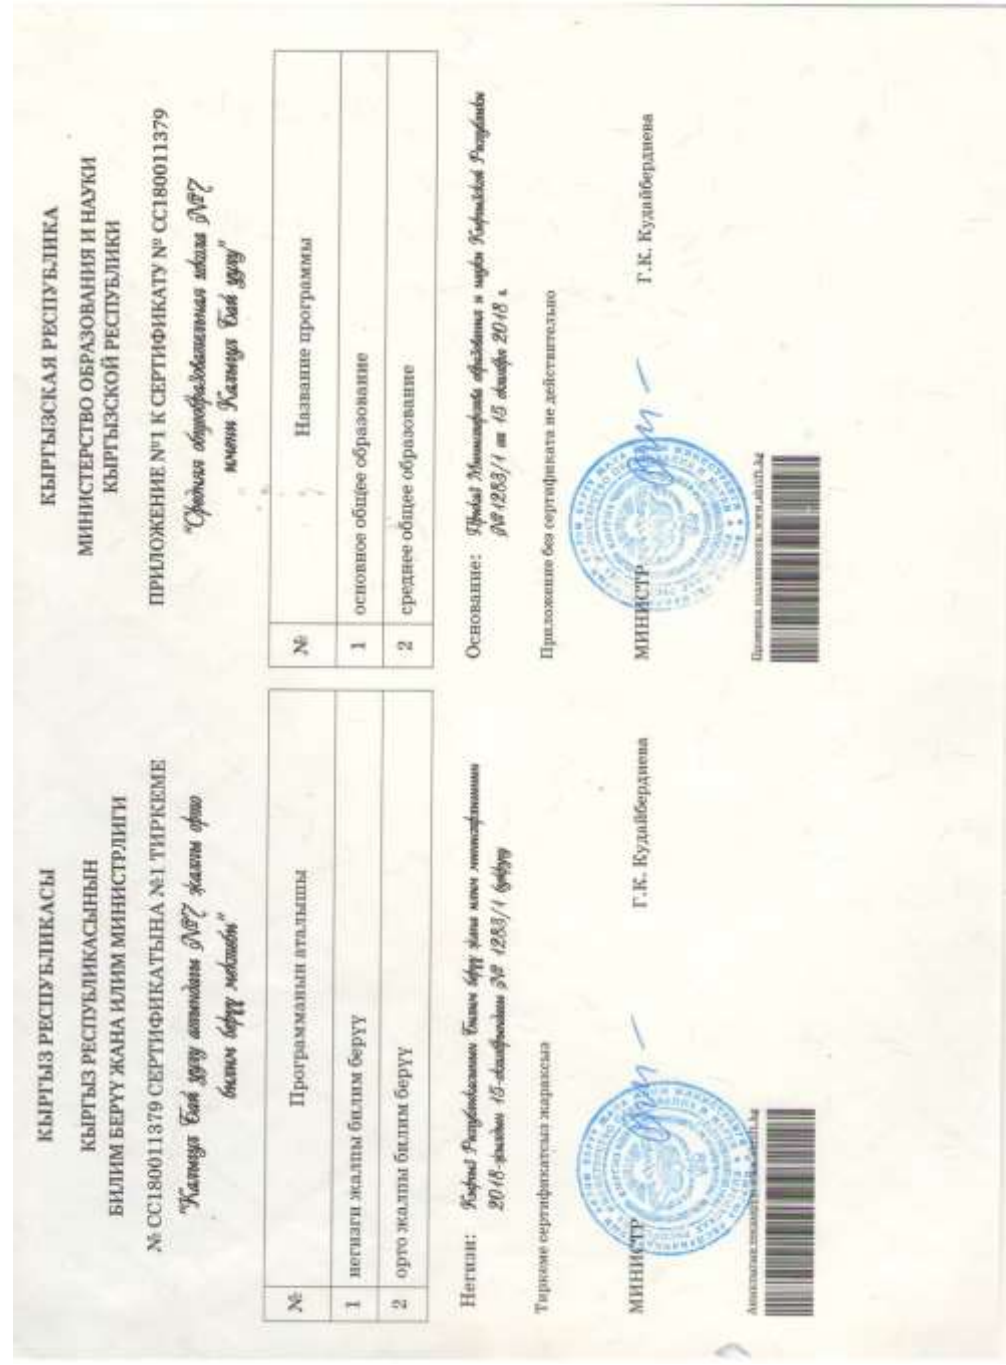 КЫРГЫЗ РЕСПУБЛИКАСЫ
КЫРГЫЗ РЕСПУБЛИКАСЫНЫН
БИЛИМ БЕРҮҮ ЖАНА ИЛИМ МИНИСТРЛИГИ
№ CC180011379 СЕРТИФИКАТЫНА №1 ТИРКЕМЕ
"Калыгул Бай уулу атындагы №7 жалпы орто
билим берүү мектеби"
№ Программанын аталышы
1 негизги жалпы билим берүү
2 орто жалпы билим берүү
Негизи: Кыргыз Республикасынын Билим берүү жана илим министрлигинин
2018-жылдын 15-октябрындагы № 1283/1 буйругу
Тиркеме сертификатсыз жараксыз
МИНИСТР Г.К. Кудайбердиева
КЫРГЫЗСКАЯ РЕСПУБЛИКА
МИНИСТЕРСТВО ОБРАЗОВАНИЯ И НАУКИ
КЫРГЫЗСКОЙ РЕСПУБЛИКИ
ПРИЛОЖЕНИЕ №1 К СЕРТИФИКАТУ № CC180011379
"Средняя общеобразовательная школа №7
имени Калыгул Бай уулу"
№ Название программы
1 основное общее образование
2 среднее общее образование
Основание: Приказ Министерства образования и науки Кыргызской Республики
№1283/1 от 15 октября 2018 г.
Приложение без сертификата не действительно
МИНИСТР Г.К. Кудайбердиева